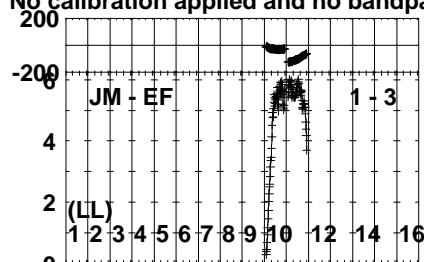 No calibration applied and no bandpa
200
-200
6
JM - EF 1 - 3
4
2
(LL)
1 2 3 4 5 6 7 8 9 10 12 14 16
0